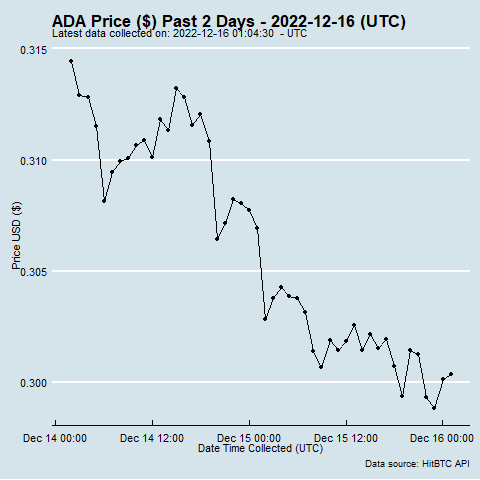 ADA Price ($) Past 2 Days - 2022-12-16 (UTC)
Latest data collected on: 2022-12-16 01:04:30 - UTC
0.315
0.310
0.305
0.300
Price USD ($)
Dec 14 00:00
Dec 14 12:00
Dec 15 00:00
Dec 15 12:00
Dec 16 00:00
Date Time Collected (UTC)
Data source: HitBTC API